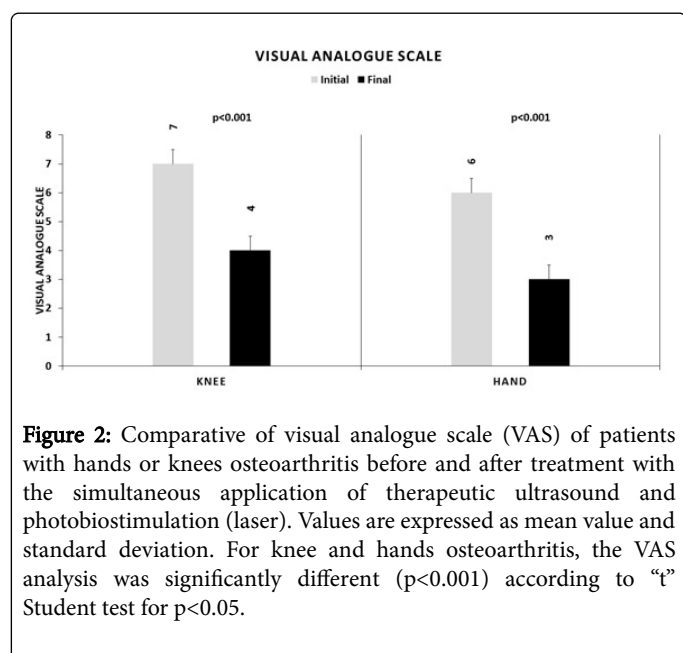 VISUAL ANALOGUE SCALE
Initial Final
p<0.001 p<0.001
7
6
4
3
VISUAL ANALOGUE SCALE
8
7
6
5
4
3
2
1
0
KNEE HAND
Figure 2: Comparative of visual analogue scale (VAS) of patients
with hands or knees osteoarthritis before and after treatment with
the simultaneous application of therapeutic ultrasound and
photobiostimulation (laser). Values are expressed as mean value and
standard deviation. For knee and hands osteoarthritis, the VAS
analysis was significantly different (p<0.001) according to “t”
Student test for p<0.05.